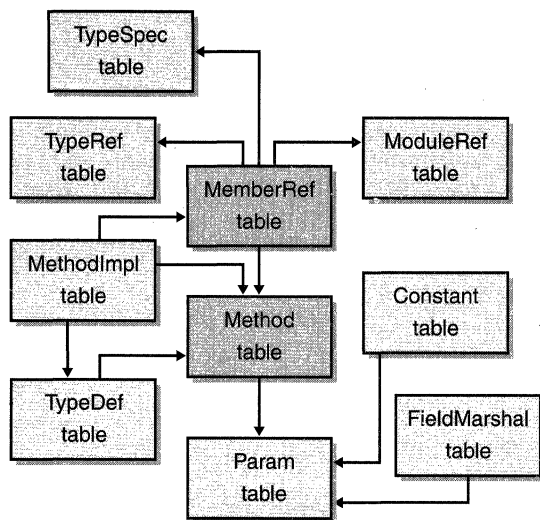 TypeSpec
table
TypeRef
table
ModuleRef
table
MemberRef
table
MethodImpl
table
Method
table
Constant
table
TypeDef
table
FieldMarshal
table
Param
table